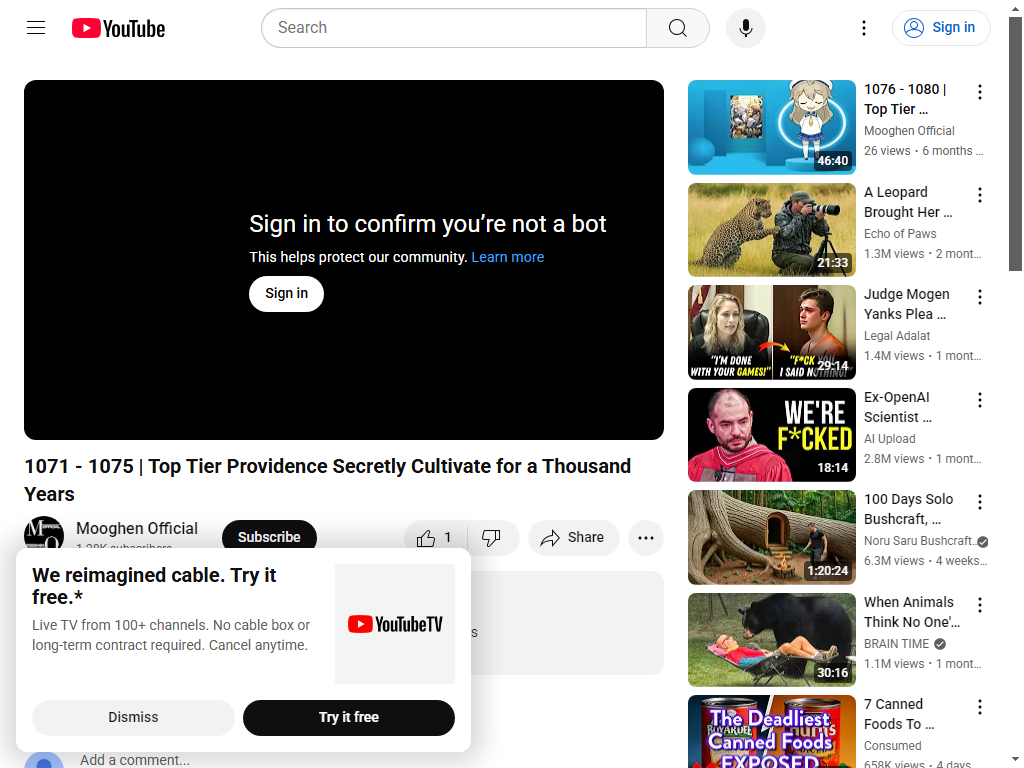 YouTube
Search
Sign in
Sign in to confirm you’re not a bot
This helps protect our community. Learn more
Sign in
1071 - 1075 | Top Tier Providence Secretly Cultivate for a Thousand
Years
Mooghen Official
Subscribe
1
Share
We reimagined cable. Try it
free.*
Live TV from 100+ channels. No cable box or
long-term contract required. Cancel anytime.
YouTubeTV
Dismiss
Try it free
Add a comment...
46:40
1076 - 1080 |
Top Tier ...
Mooghen Official
26 views • 6 months ...
21:33
A Leopard
Brought Her ...
Echo of Paws
1.3M views • 2 mont...
"I'M DONE
WITH YOUR GAMES!"
"F*CK YOU
I SAID NOTHING!"
29:14
Judge Mogen
Yanks Plea ...
Legal Adalat
1.4M views • 1 mont...
WE'RE
F*CKED
18:14
Ex-OpenAI
Scientist ...
AI Upload
2.8M views • 1 mont...
1:20:24
100 Days Solo
Bushcraft, ...
Noru Saru Bushcraft...
6.3M views • 4 weeks...
30:16
When Animals
Think No One'...
BRAIN TIME
1.1M views • 1 mont...
The Deadliest
Canned Foods
EXPOSED
7 Canned
Foods To ...
Consumed
658K views • 4 days